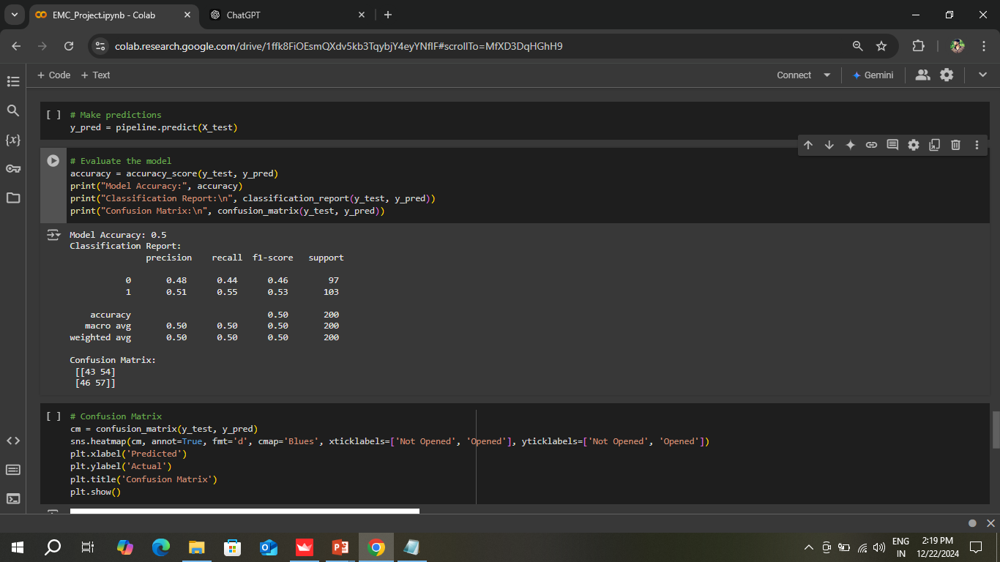 EMC_Project.ipynb - Colab
ChatGPT
colab.research.google.com/drive/1ffk8FiOEsmQXdv5kb3TqybjY4eyYNfIF#scrollTo=MfXD3DqHGhH9
+ Code + Text
Connect
Gemini
[ ] # Make predictions
y_pred = pipeline.predict(X_test)
# Evaluate the model
accuracy = accuracy_score(y_test, y_pred)
print("Model Accuracy:", accuracy)
print("Classification Report:\n", classification_report(y_test, y_pred))
print("Confusion Matrix:\n", confusion_matrix(y_test, y_pred))
Model Accuracy: 0.5
Classification Report:
precision recall f1-score support
0 0.48 0.44 0.46 97
1 0.51 0.55 0.53 103
accuracy 0.50 200
macro avg 0.50 0.50 0.50 200
weighted avg 0.50 0.50 0.50 200
Confusion Matrix:
[[43 54]
[46 57]]
[ ] # Confusion Matrix
cm = confusion_matrix(y_test, y_pred)
sns.heatmap(cm, annot=True, fmt='d', cmap='Blues', xticklabels=['Not Opened', 'Opened'], yticklabels=['Not Opened', 'Opened'])
plt.xlabel('Predicted')
plt.ylabel('Actual')
plt.title('Confusion Matrix')
plt.show()
ENG
IN
2:19 PM
12/22/2024